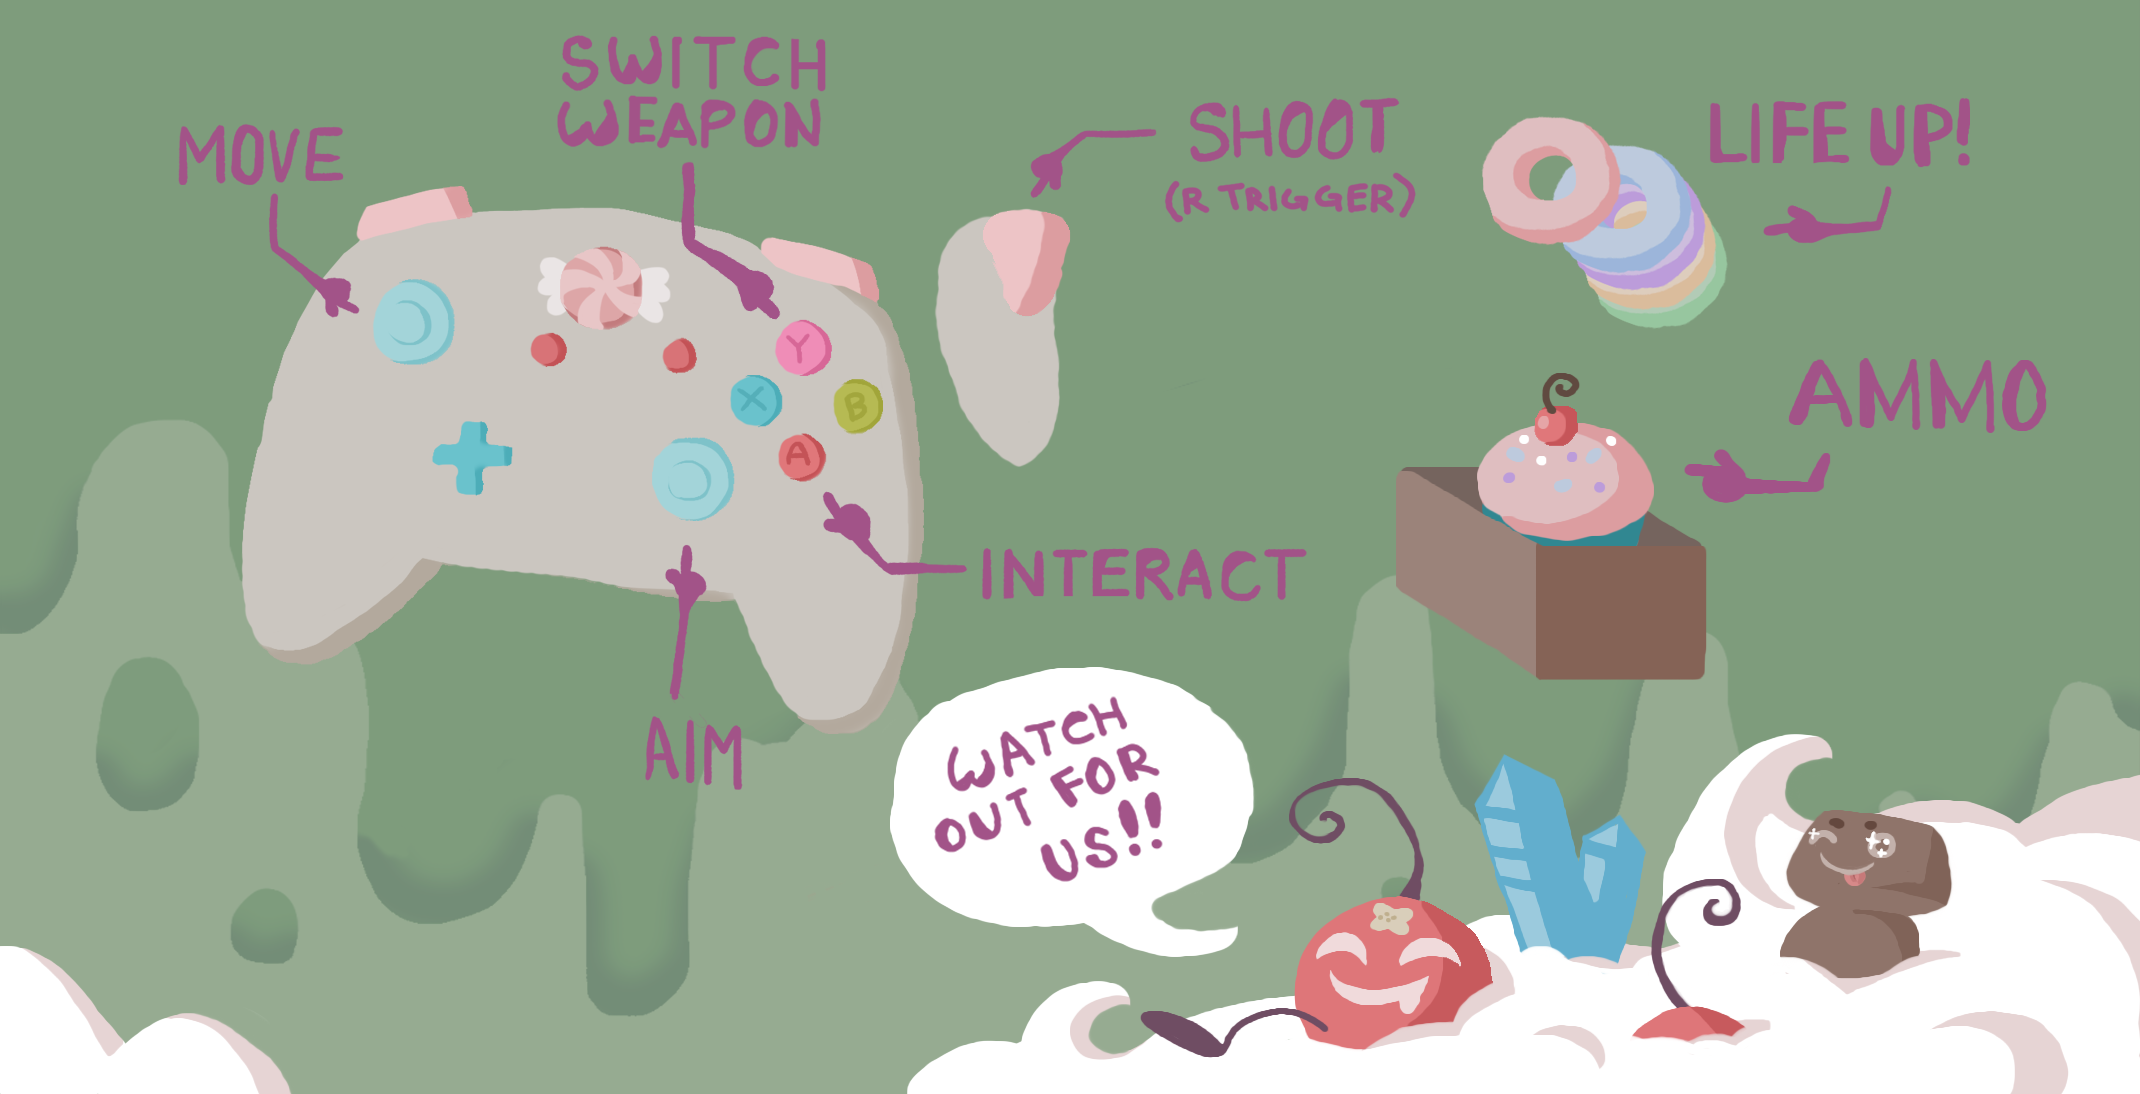 SWITCH
WEAPON
MOVE
SHOOT
(R TRIGGER)
LIFE UP!
Y
X
B
A
AMMO
INTERACT
AIM
WATCH
OUT FOR
US!!